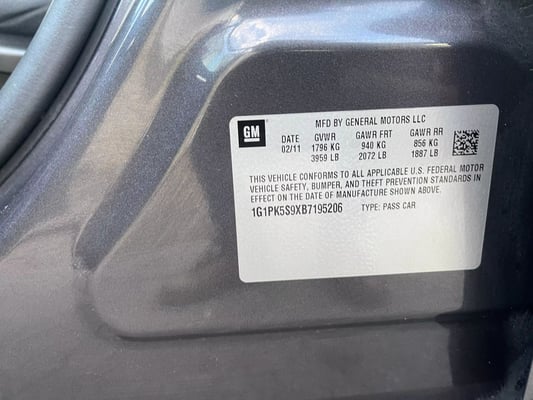 GM
MFD BY GENERAL MOTORS LLC
DATE GVWR GAWR FRT GAWR RR
02/11 1796 KG 940 KG 856 KG
3959 LB 2072 LB 1887 LB
THIS VEHICLE CONFORMS TO ALL APPLICABLE U.S. FEDERAL MOTOR
VEHICLE SAFETY, BUMPER, AND THEFT PREVENTION STANDARDS IN
EFFECT ON THE DATE OF MANUFACTURE SHOWN ABOVE.
1G1PK5S9XB7195206 TYPE: PASS CAR